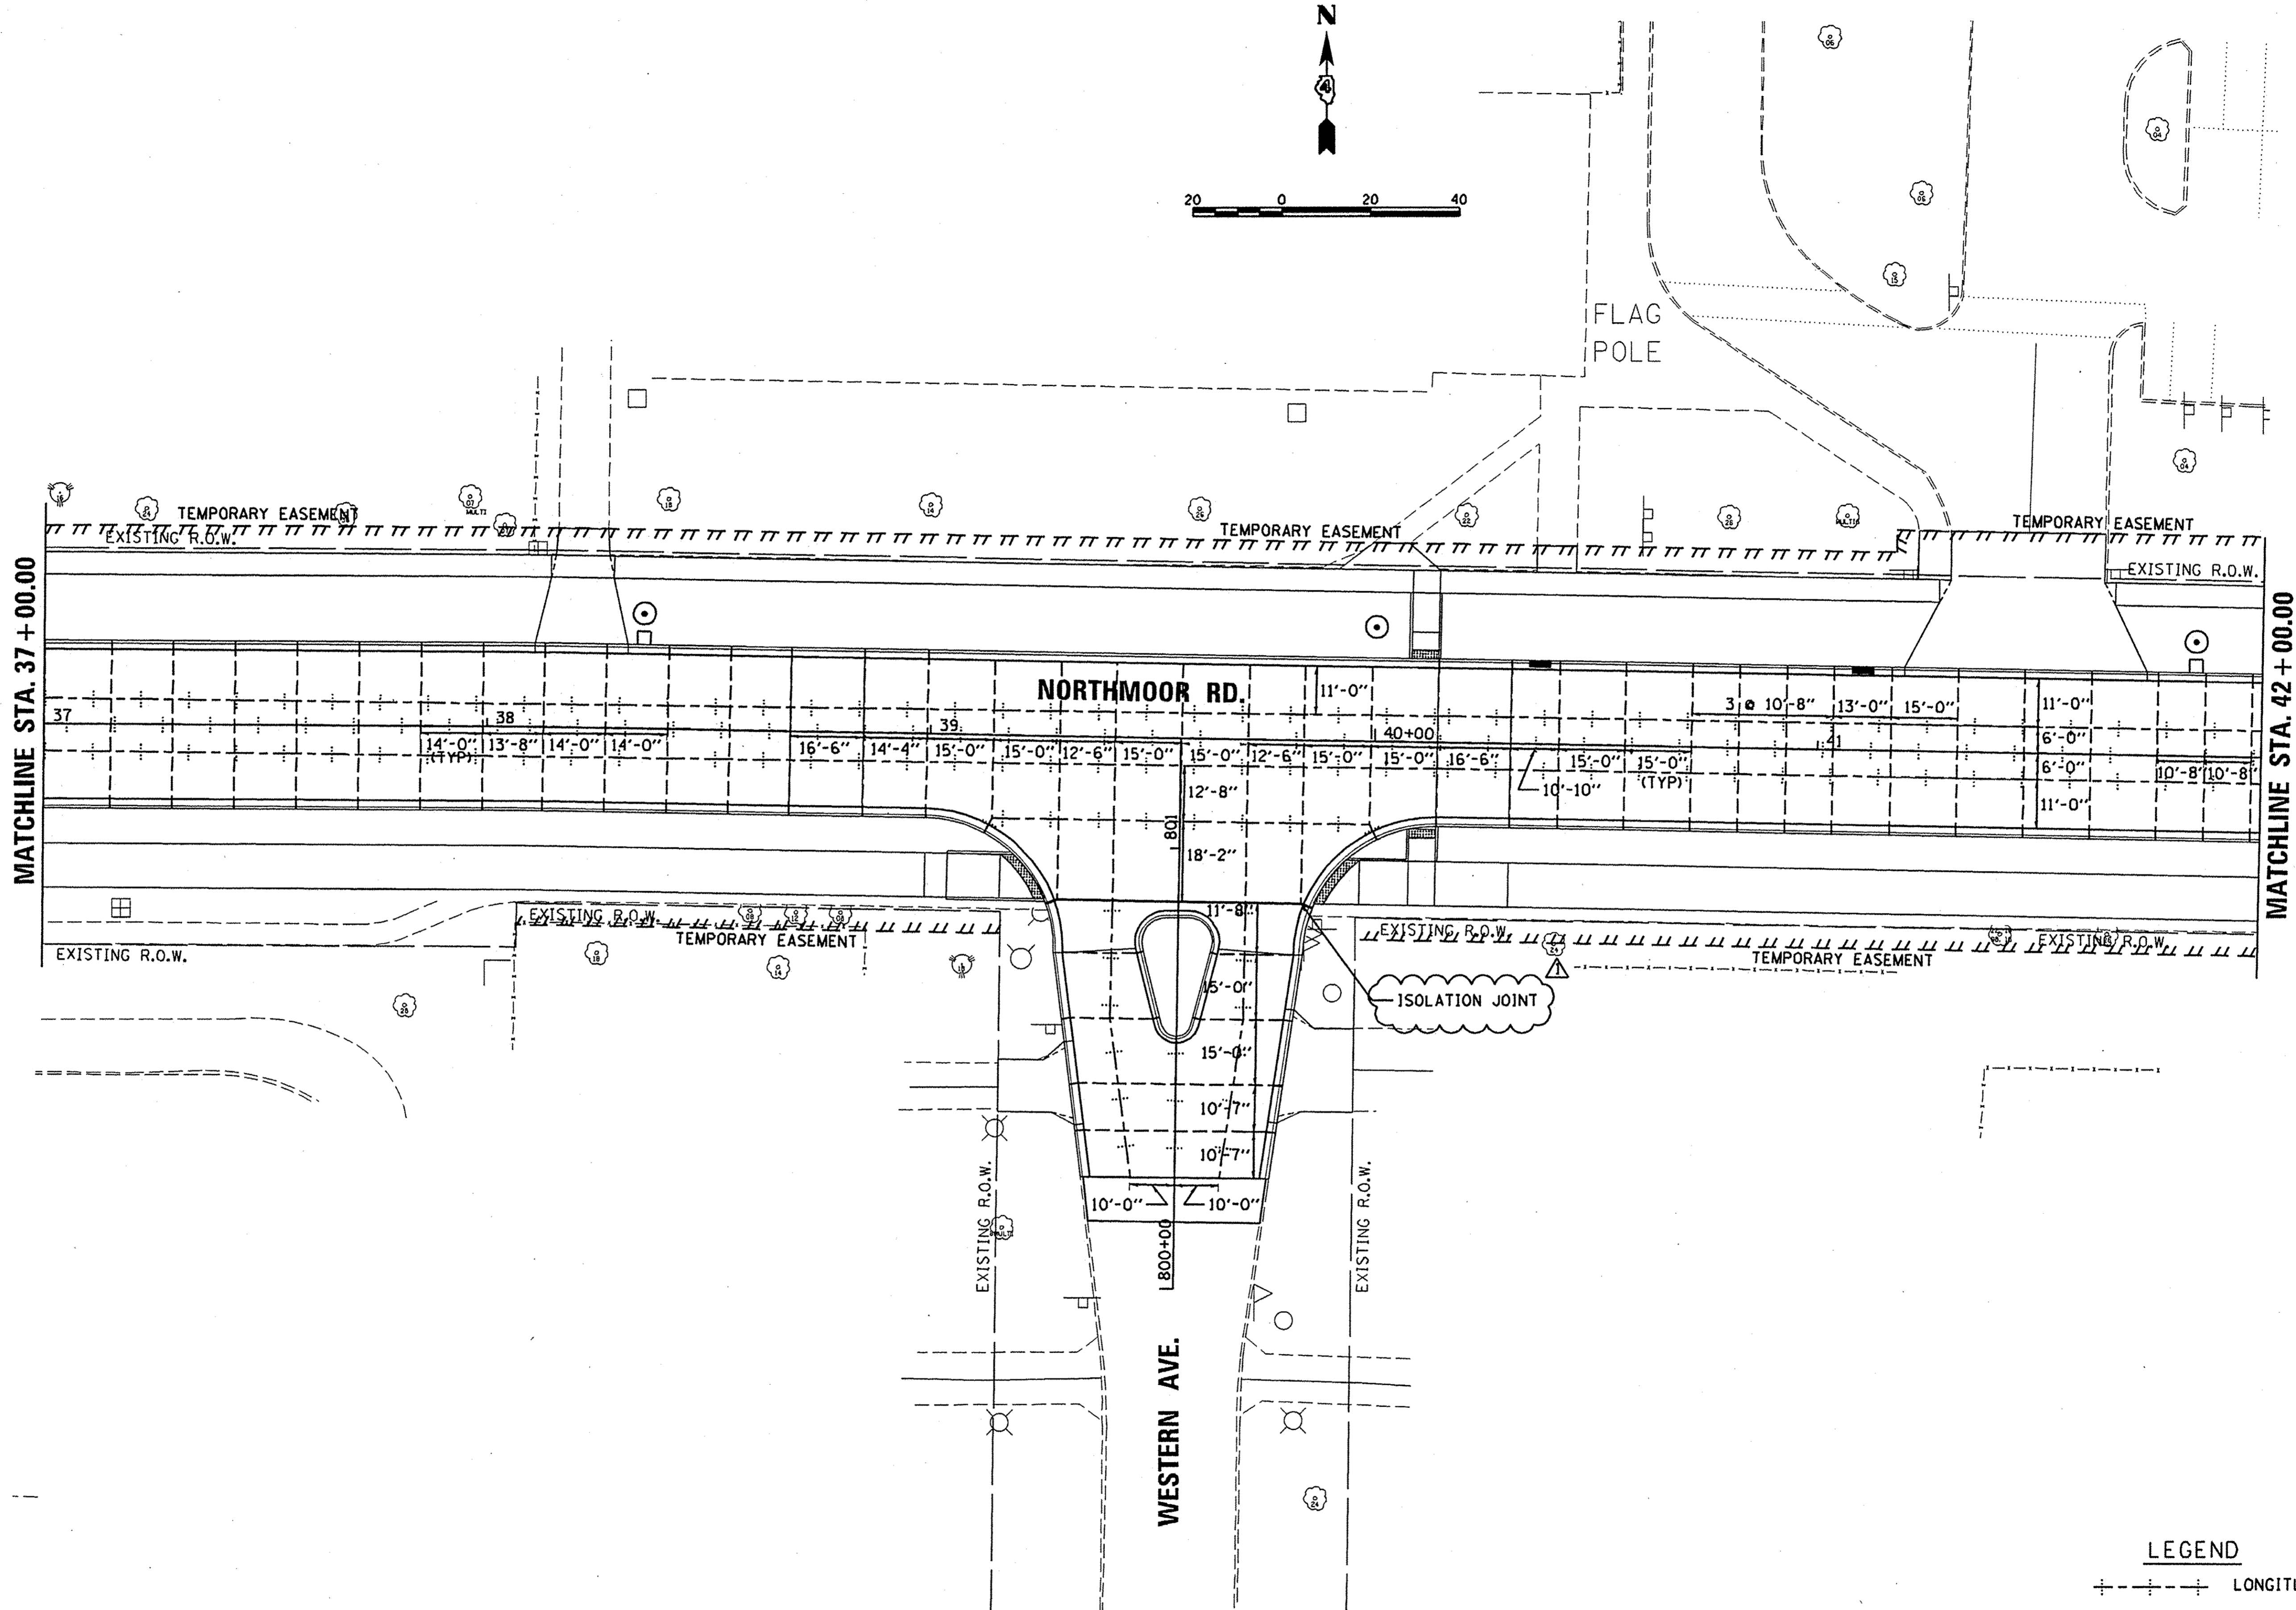 N
20 0 20 40
FLAG
POLE
TEMPORARY EASEMENT
EXISTING R.O.W.
TEMPORARY EASEMENT
TEMPORARY EASEMENT
EXISTING R.O.W.
MATCHLINE STA. 37+00.00
MATCHLINE STA. 42+00.00
NORTHMOOR RD.
11'-0"
3 @ 10'-8" 13'-0" 15'-0"
11'-0"
37
38
39
40+00
41
6'-0"
14'-0" 13'-8" 14'-0" 14'-0"
(TYP)
16'-6" 14'-4" 15'-0" 15'-0" 12'-6" 15'-0" 15'-0" 12'-6" 15'-0" 15'-0" 16'-6"
10'-10"
15'-0" 15'-0"
(TYP)
6'-0"
10'-8" 10'-8"
11'-0"
12'-8"
801
18'-2"
11'-8"
EXISTING R.O.W.
TEMPORARY EASEMENT
EXISTING R.O.W.
EXISTING R.O.W.
EXISTING R.O.W.
TEMPORARY EASEMENT
1
ISOLATION JOINT
15'-0"
15'-0"
10'-7"
10'-7"
10'-0" 10'-0"
800+00
EXISTING R.O.W.
EXISTING R.O.W.
WESTERN AVE.
LEGEND